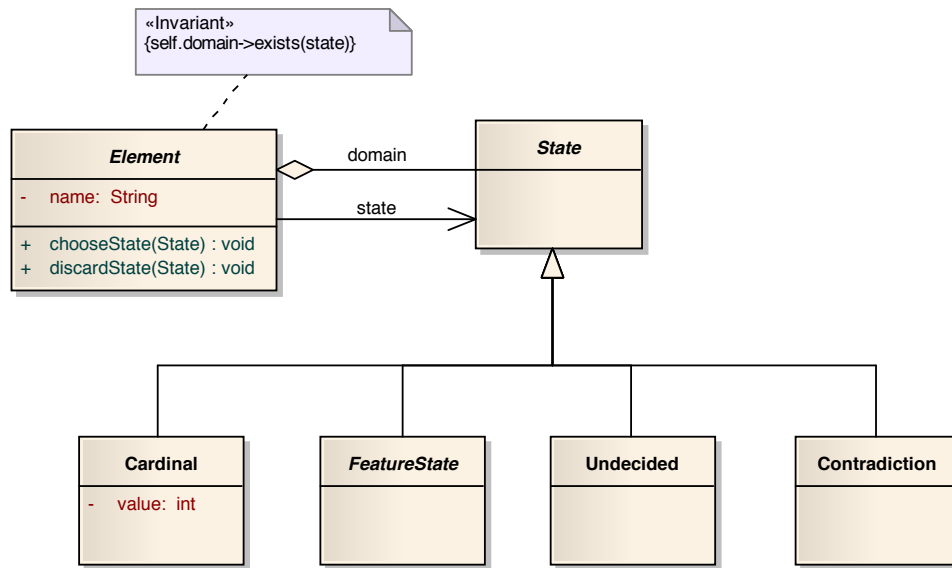 «Invariant»
{self.domain->exists(state)}
Element
- name: String
+ chooseState(State) : void
+ discardState(State) : void
domain
state
State
Cardinal
- value: int
FeatureState
Undecided
Contradiction